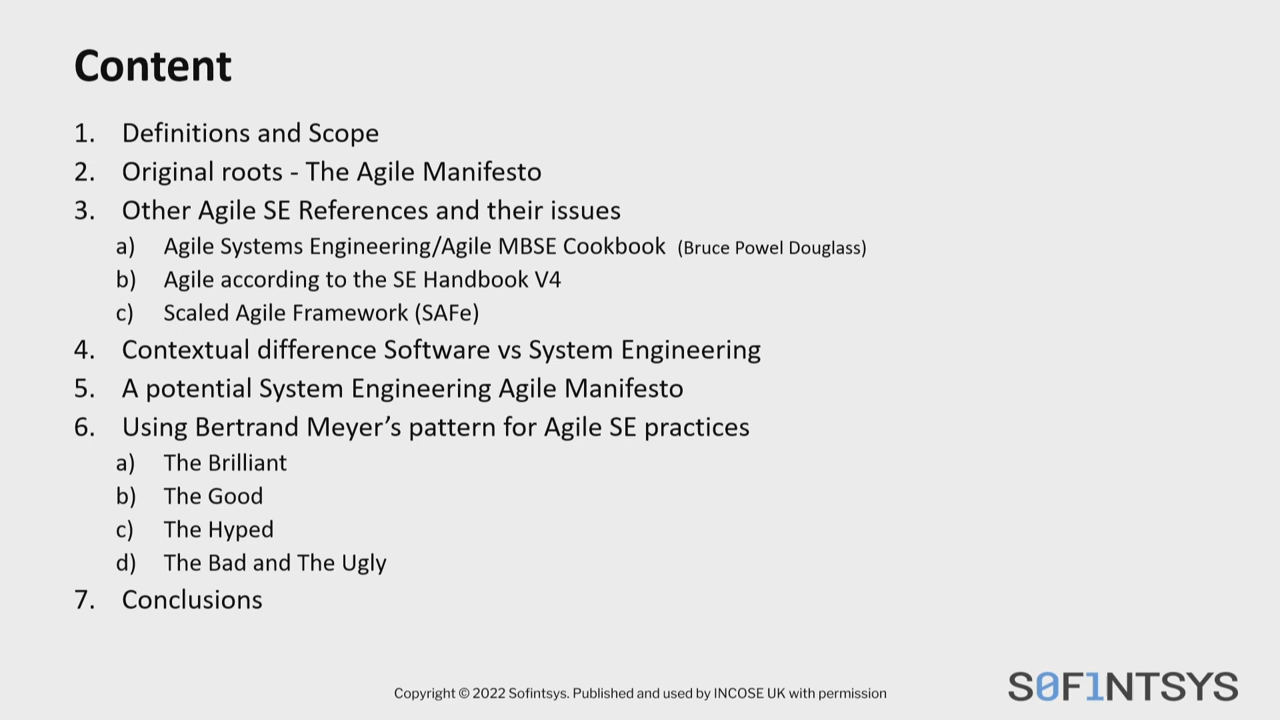 Content
1. Definitions and Scope
2. Original roots - The Agile Manifesto
3. Other Agile SE References and their issues
a) Agile Systems Engineering/Agile MBSE Cookbook (Bruce Powel Douglass)
b) Agile according to the SE Handbook V4
c) Scaled Agile Framework (SAFe)
4. Contextual difference Software vs System Engineering
5. A potential System Engineering Agile Manifesto
6. Using Bertrand Meyer’s pattern for Agile SE practices
a) The Brilliant
b) The Good
c) The Hyped
d) The Bad and The Ugly
7. Conclusions
Copyright © 2022 Sofintsys. Published and used by INCOSE UK with permission
S0F1NTSYS